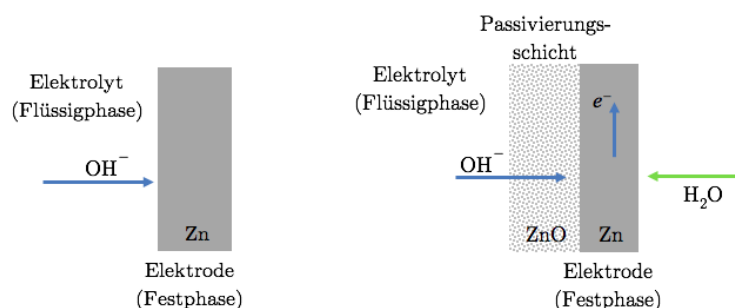 Elektrolyt
(Flüssigphase)
OH⁻
Zn
Elektrode
(Festphase)
Passivierungs-
schicht
Elektrolyt
(Flüssigphase)
e⁻
OH⁻
H₂O
ZnO
Zn
Elektrode
(Festphase)